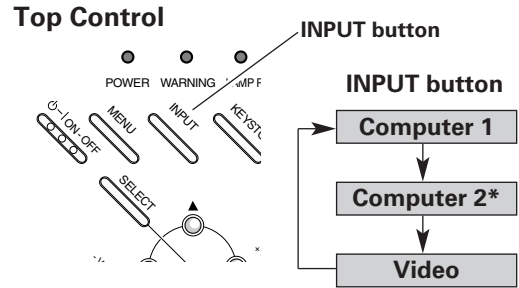 Top Control
INPUT button
POWER WARNING
ON-OFF
MENU
INPUT
SELECT
INPUT button
Computer 1
Computer 2*
Video